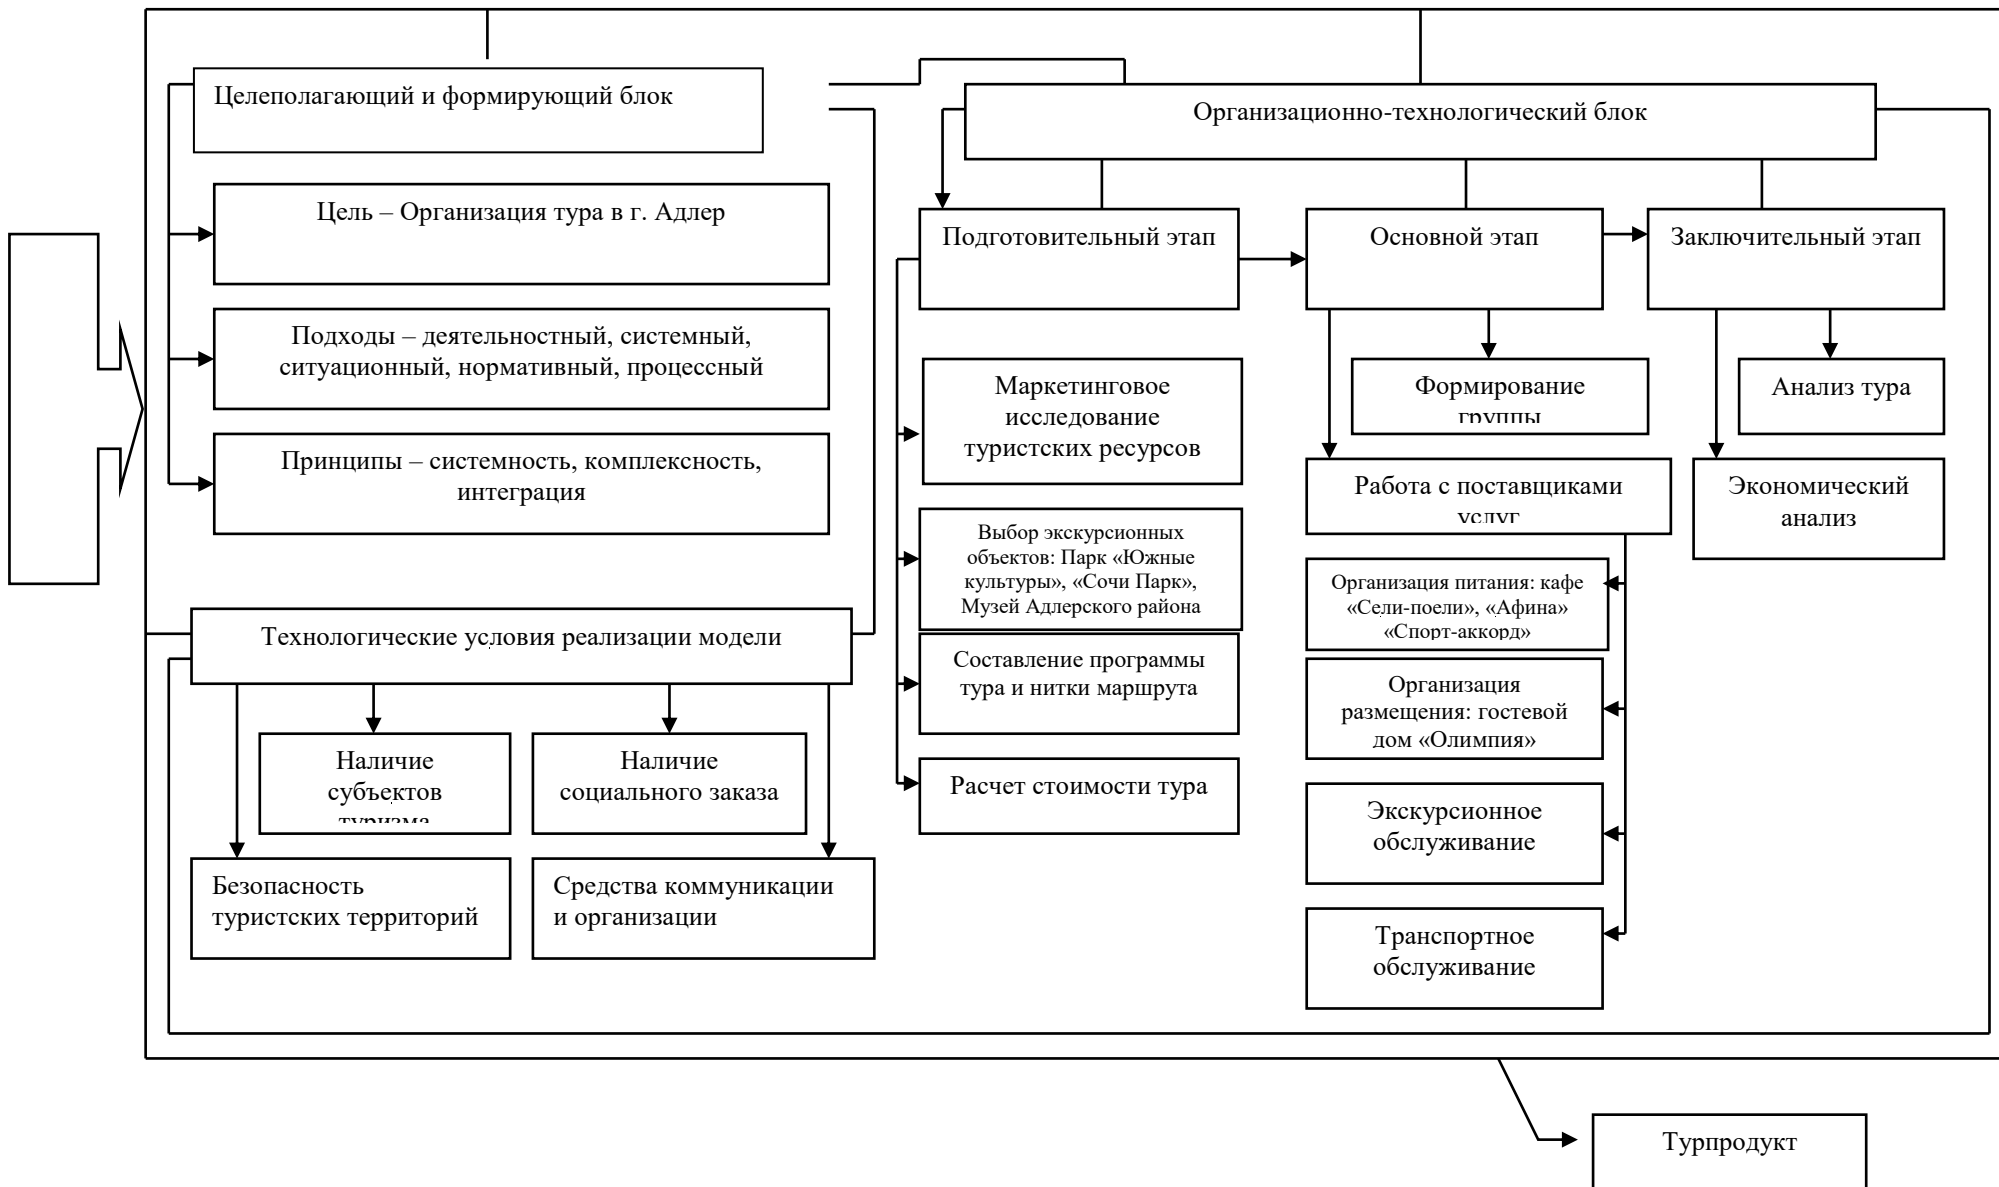 Целеполагающий и формирующий блок
Цель – Организация тура в г. Адлер
Подходы – деятельностный, системный,
ситуационный, нормативный, процессный
Принципы – системность, комплексность,
интеграция
Технологические условия реализации модели
Наличие
субъектов
туризма
Наличие
социального заказа
Безопасность
туристских территорий
Средства коммуникации
и организации
Организационно-технологический блок
Подготовительный этап
Маркетинговое
исследование
туристских ресурсов
Выбор экскурсионных
объектов: Парк «Южные
культуры», «Сочи Парк»,
Музей Адлерского района
Составление программы
тура и нитки маршрута
Расчет стоимости тура
Основной этап
Формирование
группы
Работа с поставщиками
услуг
Организация питания: кафе
«Сели-поели», «Афина»
«Спорт-аккорд»
Организация
размещения: гостевой
дом «Олимпия»
Экскурсионное
обслуживание
Транспортное
обслуживание
Заключительный этап
Анализ тура
Экономический
анализ
Турпродукт